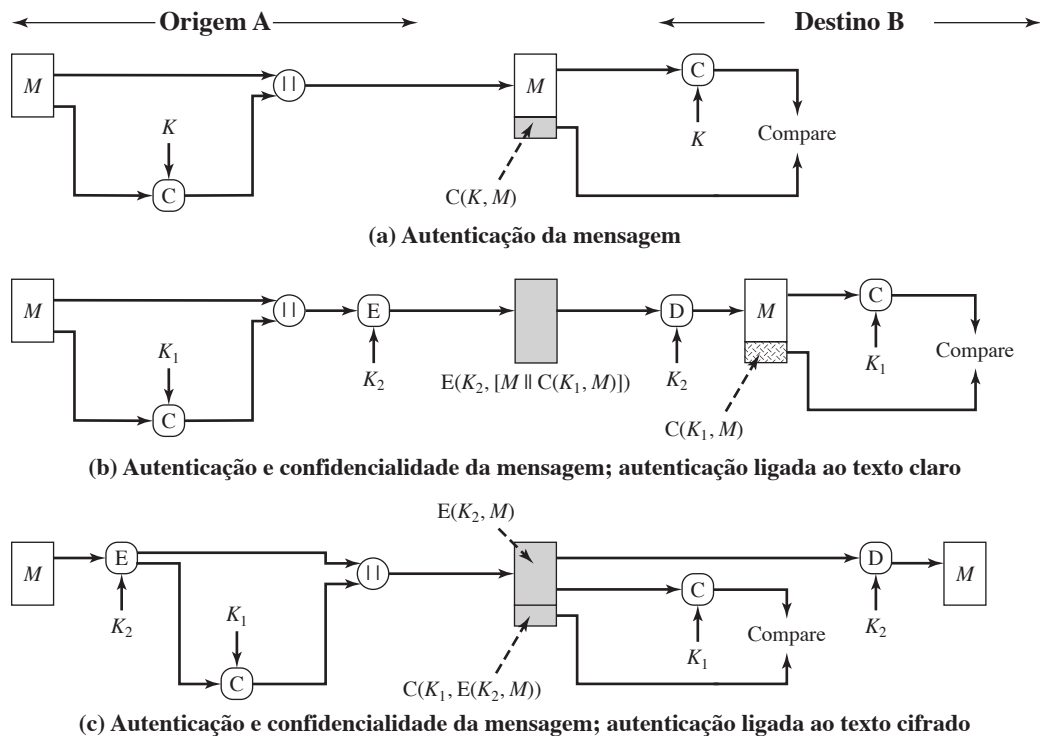 Origem A
Destino B
M
||
M
C
K
K
Compare
C
C(K, M)
(a) Autenticação da mensagem
M
||
E
D
M
C
K₁
K₂
E(K₂, [M || C(K₁, M)])
K₂
K₁
Compare
C
C(K₁, M)
(b) Autenticação e confidencialidade da mensagem; autenticação ligada ao texto claro
E(K₂, M)
M
E
||
D
M
C
K₂
K₁
K₁
Compare
K₂
C
C(K₁, E(K₂, M))
(c) Autenticação e confidencialidade da mensagem; autenticação ligada ao texto cifrado